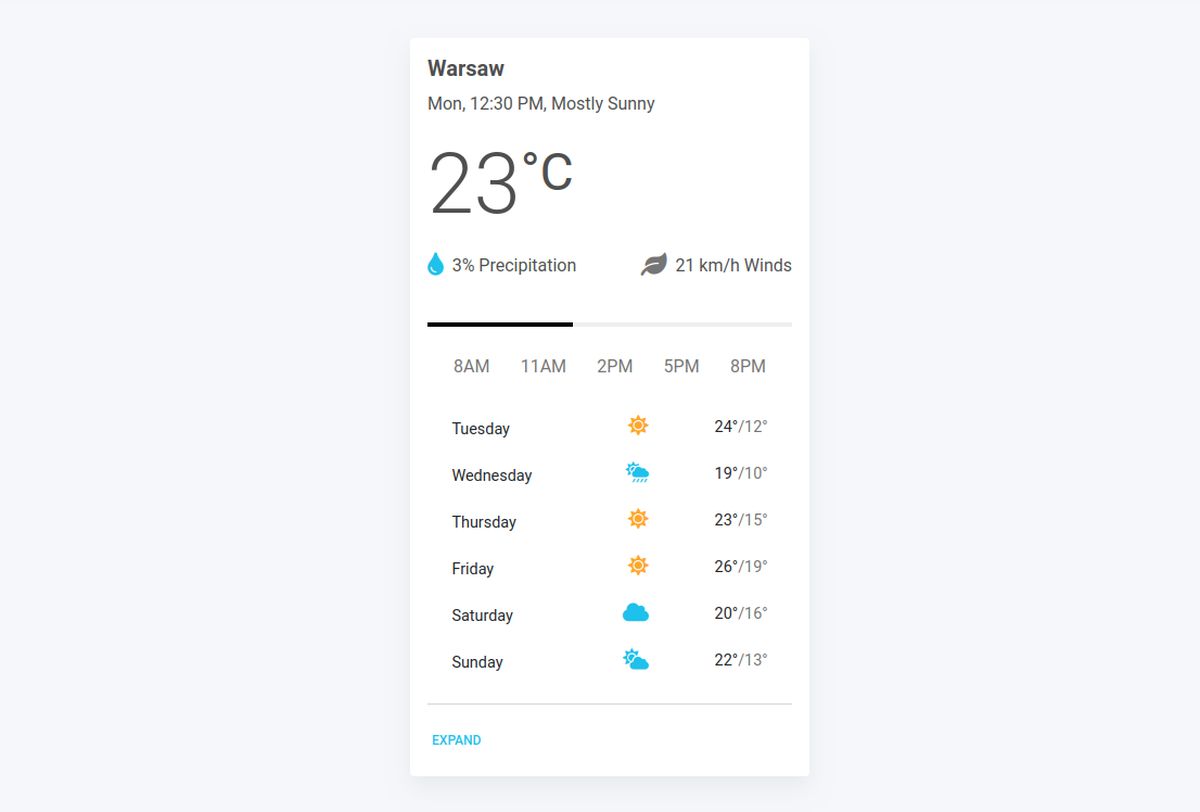 Warsaw
Mon, 12:30 PM, Mostly Sunny
23°C
3% Precipitation 21 km/h Winds
8AM 11AM 2PM 5PM 8PM
Tuesday 24°/12°
Wednesday 19°/10°
Thursday 23°/15°
Friday 26°/19°
Saturday 20°/16°
Sunday 22°/13°
EXPAND